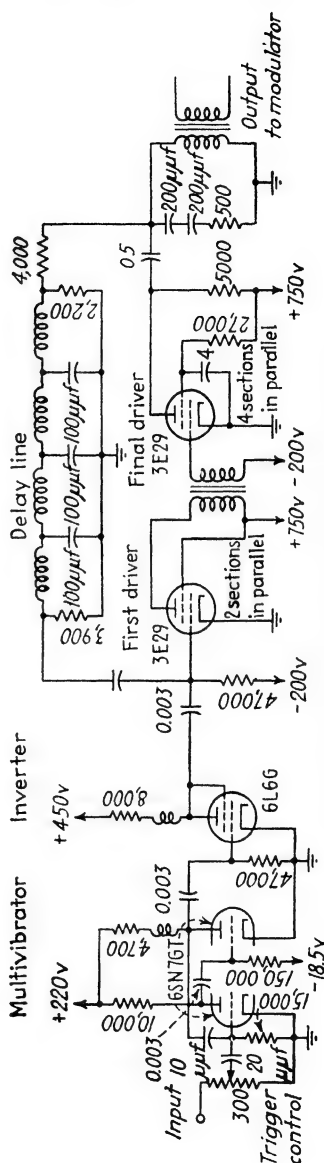 Multivibrator
Inverter
+220v
+450v
10,000
4,700
8,000
0.003
6SN7GT
0.003
Input
10
μμf
300
20
μμf
15,000
150,000
-18.5v
Trigger
control
47,000
6L6G
0.003
47,000
-200v
Delay line
3,900
100μμf
100μμf
100μμf
2,200
4,000
First driver
3E29
2 sections
in parallel
+750v
-200v
Final driver
3E29
4
27,000
4 sections
in parallel
5000
+750v
0.5
200μμf
200μμf
500
Output
to modulator